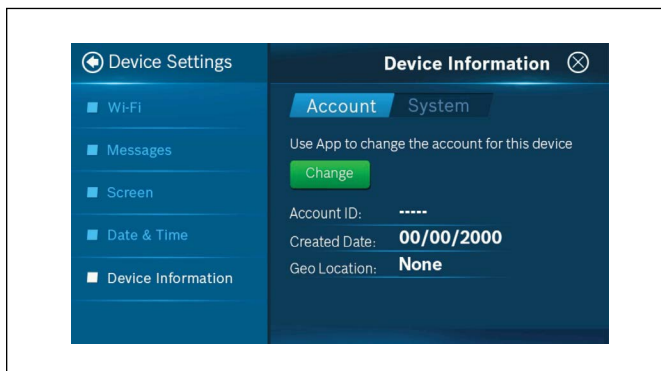 Device Settings
Wi-Fi
Messages
Screen
Date & Time
Device Information
Device Information
Account System
Use App to change the account for this device
Change
Account ID: -----
Created Date: 00/00/2000
Geo Location: None